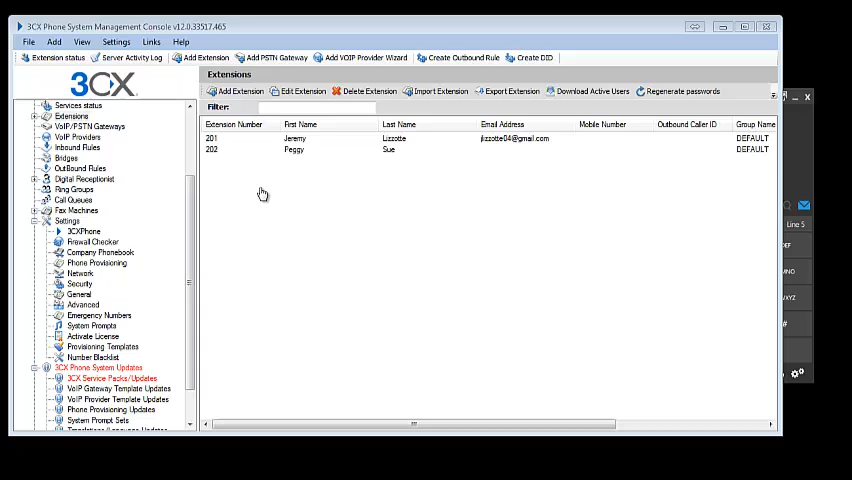 3CX Phone System Management Console v12.0.33517.465
File Add View Settings Links Help
Extension status Server Activity Log Add Extension Add PSTN Gateway Add VOIP Provider Wizard Create Outbound Rule Create DID
3CX
Extensions
Add Extension Edit Extension Delete Extension Import Extension Export Extension Download Active Users Regenerate passwords
Filter:
Extension Number First Name Last Name Email Address Mobile Number Outbound Caller ID Group Name
201 Jeremy Lizzotte jlizzotte04@gmail.com DEFAULT
202 Peggy Sue DEFAULT
Services status
Extensions
VoIP/PSTN Gateways
VoIP Providers
Inbound Rules
Bridges
Outbound Rules
Digital Receptionist
Ring Groups
Call Queues
Fax Machines
Settings
3CXPhone
Firewall Checker
Company Phonebook
Phone Provisioning
Network
Security
General
Advanced
Emergency Numbers
System Prompts
Activate License
Provisioning Templates
Number Blacklist
3CX Phone System Updates
3CX Service Packs/Updates
VoIP Gateway Template Updates
VoIP Provider Template Updates
Phone Provisioning Updates
System Prompt Sets
Translations/Language Updates
Line 5
DEF
MNO
WXYZ
#